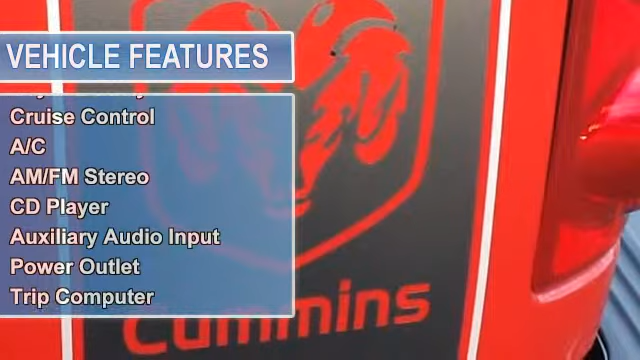 VEHICLE FEATURES
Cruise Control
A/C
AM/FM Stereo
CD Player
Auxiliary Audio Input
Power Outlet
Trip Computer
Cummins